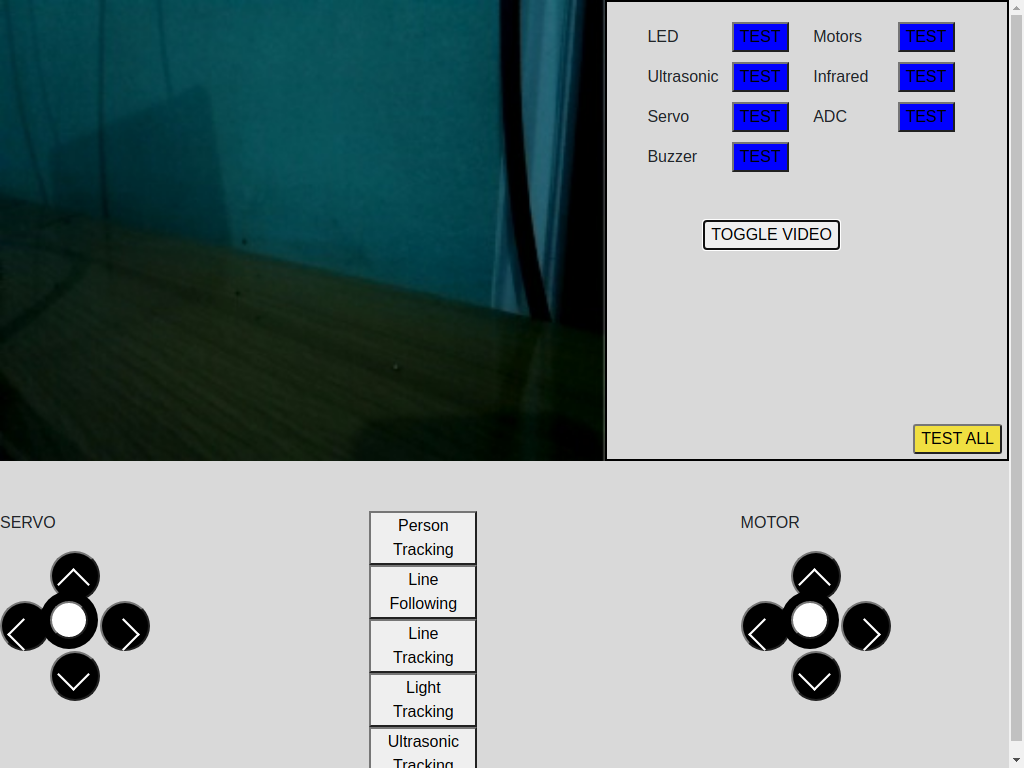 LED TEST Motors TEST
Ultrasonic TEST Infrared TEST
Servo TEST ADC TEST
Buzzer TEST
TOGGLE VIDEO
TEST ALL
SERVO
MOTOR
Person
Tracking
Line
Following
Line
Tracking
Light
Tracking
Ultrasonic
Tracking